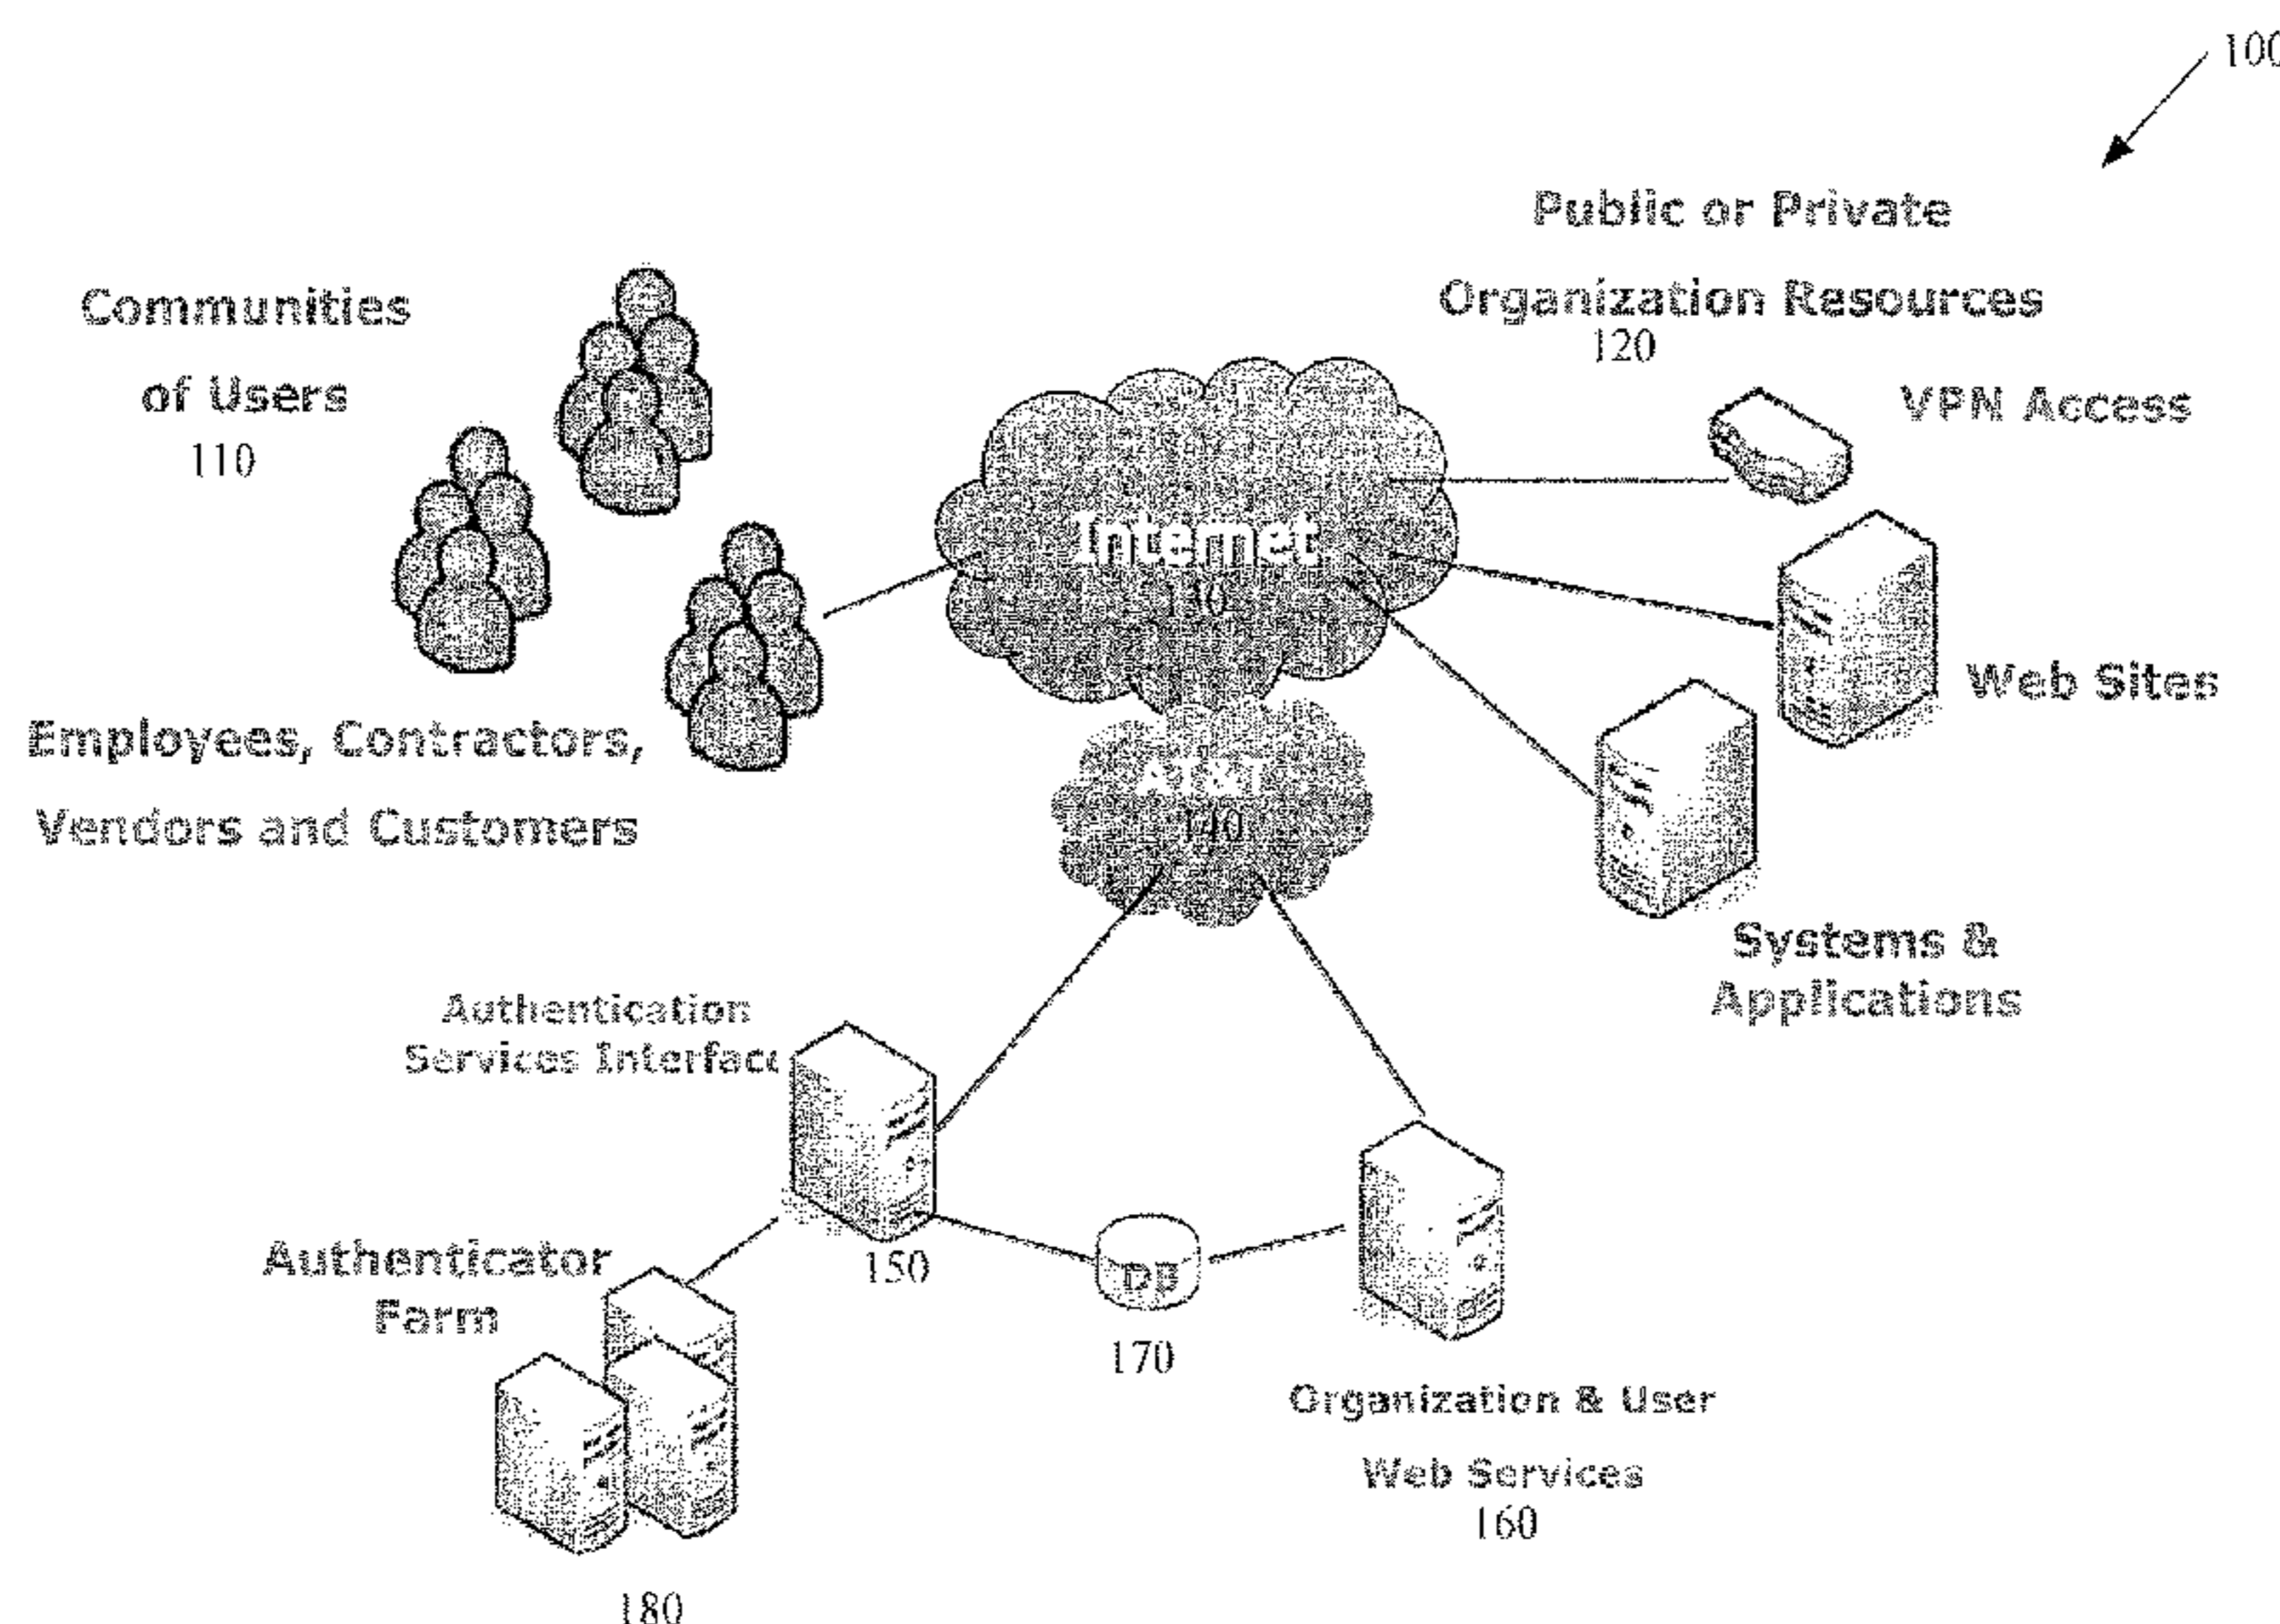 100
Public or Private
Organization Resources
120
Communities
of Users
110
VPN Access
Internet
130
Web Sites
Employees, Contractors,
Vendors and Customers
AT&T
140
Systems &
Applications
Authentication
Services Interface
150
Authenticator
Farm
DB
170
Organization & User
Web Services
160
180